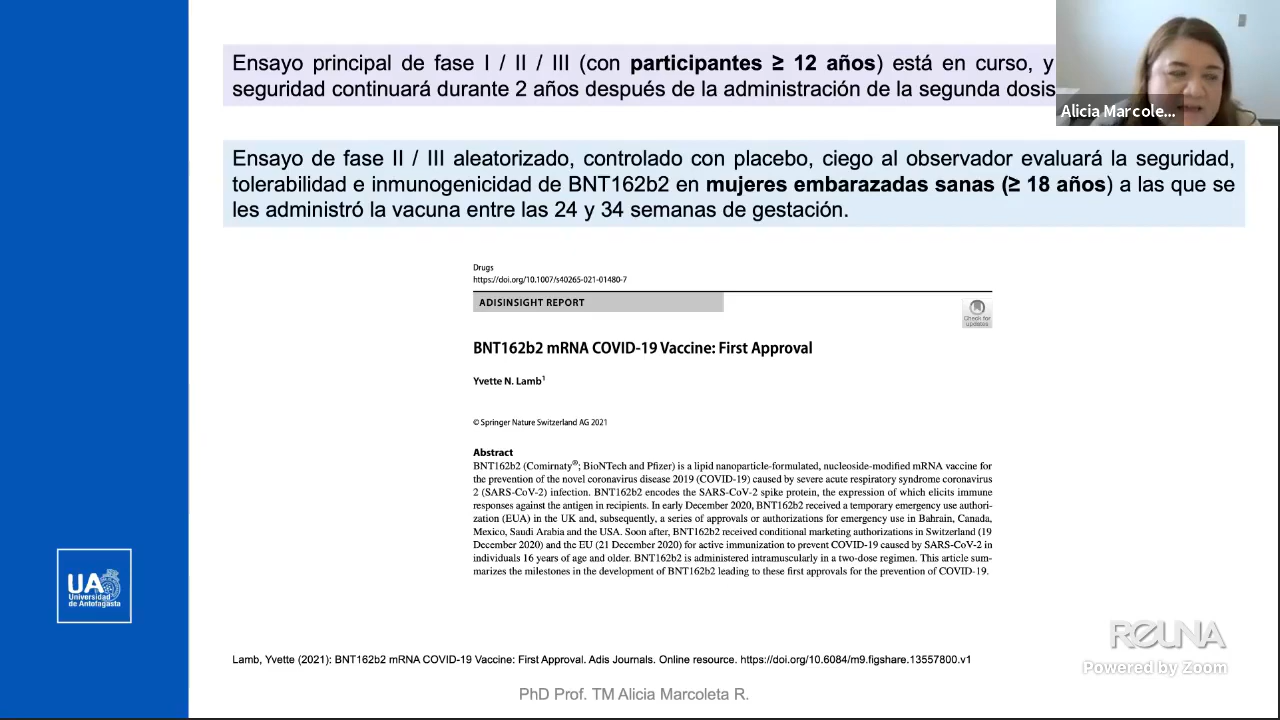 Ensayo principal de fase I / II / III (con participantes ≥ 12 años) está en curso, y
seguridad continuará durante 2 años después de la administración de la segunda dosis
Alicia Marcole...
Ensayo de fase II / III aleatorizado, controlado con placebo, ciego al observador evaluará la seguridad,
tolerabilidad e inmunogenicidad de BNT162b2 en mujeres embarazadas sanas (≥ 18 años) a las que se
les administró la vacuna entre las 24 y 34 semanas de gestación.
Drugs
https://doi.org/10.1007/s40265-021-01480-7
ADISINSIGHT REPORT
Check for
updates
BNT162b2 mRNA COVID-19 Vaccine: First Approval
Yvette N. Lamb¹
© Springer Nature Switzerland AG 2021
Abstract
BNT162b2 (Comirnaty®; BioNTech and Pfizer) is a lipid nanoparticle-formulated, nucleoside-modified mRNA vaccine for
the prevention of the novel coronavirus disease 2019 (COVID-19) caused by severe acute respiratory syndrome coronavirus
2 (SARS-CoV-2) infection. BNT162b2 encodes the SARS-CoV-2 spike protein, the expression of which elicits immune
responses against the antigen in recipients. In early December 2020, BNT162b2 received a temporary emergency use authori-
zation (EUA) in the UK and, subsequently, a series of approvals or authorizations for emergency use in Bahrain, Canada,
Mexico, Saudi Arabia and the USA. Soon after, BNT162b2 received conditional marketing authorizations in Switzerland (19
December 2020) and the EU (21 December 2020) for active immunization to prevent COVID-19 caused by SARS-CoV-2 in
individuals 16 years of age and older. BNT162b2 is administered intramuscularly in a two-dose regimen. This article sum-
marizes the milestones in the development of BNT162b2 leading to these first approvals for the prevention of COVID-19.
UA
Universidad
de Antofagasta
REUNA
Powered by Zoom
Lamb, Yvette (2021): BNT162b2 mRNA COVID-19 Vaccine: First Approval. Adis Journals. Online resource. https://doi.org/10.6084/m9.figshare.13557800.v1
PhD Prof. TM Alicia Marcoleta R.